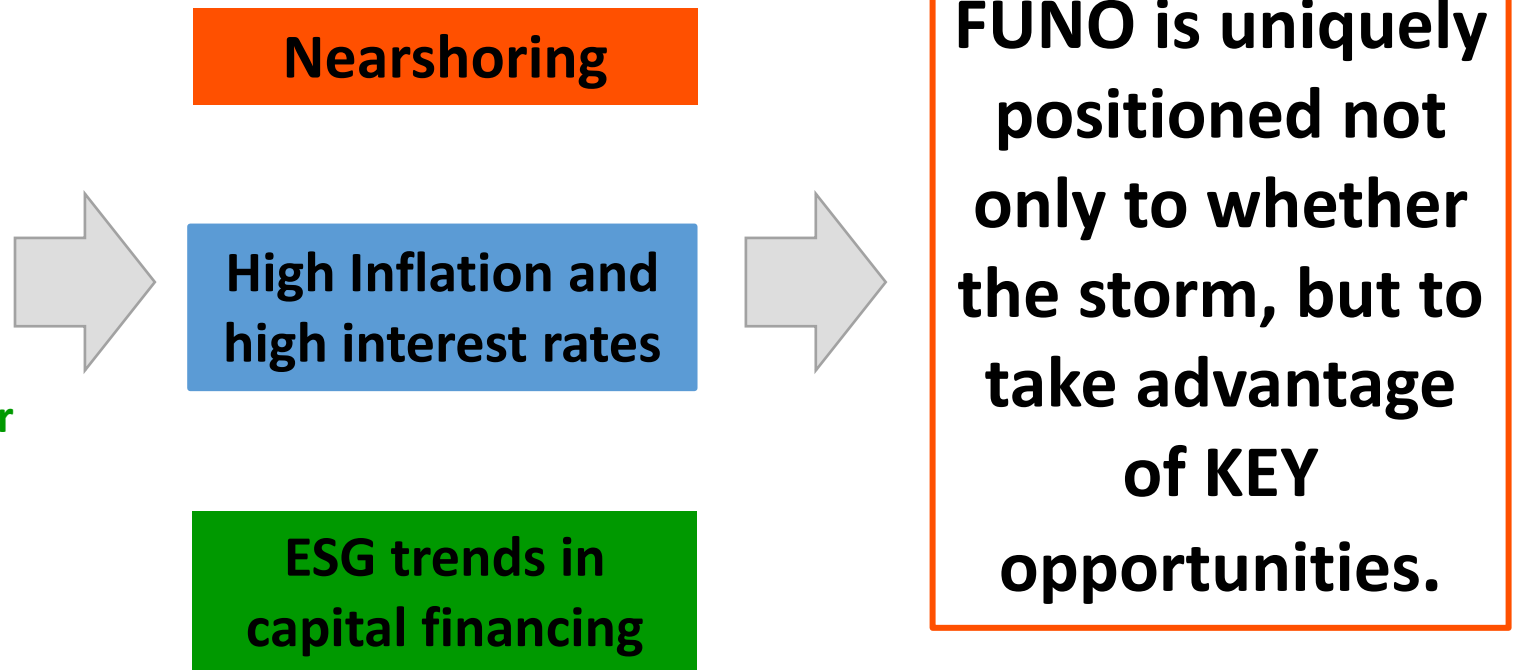 Nearshoring
High Inflation and
high interest rates
ESG trends in
capital financing
FUNO is uniquely
positioned not
only to whether
the storm, but to
take advantage
of KEY
opportunities.